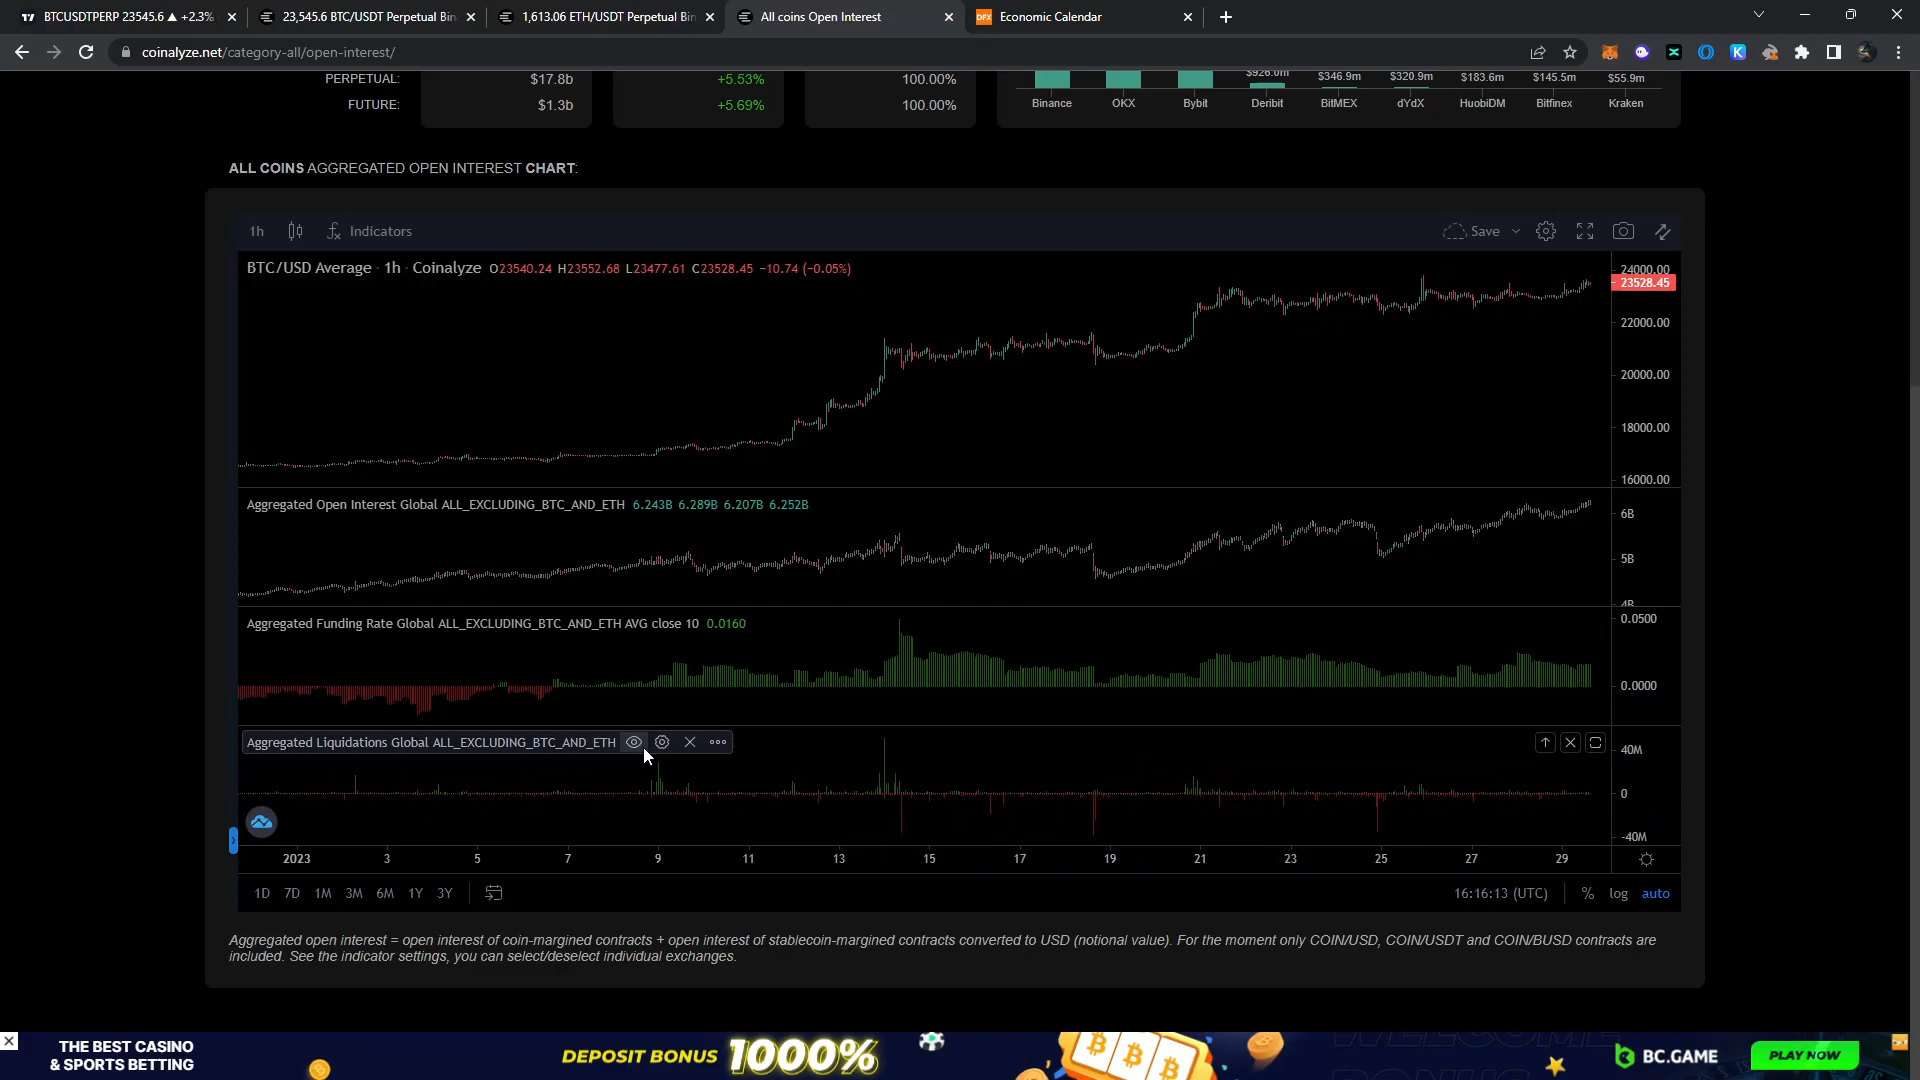 BTCUSDTPERP 23545.6 ▲ +2.3%
23,545.6 BTC/USDT Perpetual Bin
1,613.06 ETH/USDT Perpetual Bin
All coins Open Interest
DFX Economic Calendar
coinalyze.net/category-all/open-interest/
PERPETUAL: $17.8b +5.53% 100.00%
FUTURE: $1.3b +5.69% 100.00%
$926.0m $346.9m $320.9m $183.6m $145.5m $55.9m
Binance OKX Bybit Deribit BitMEX dYdX HuobiDM Bitfinex Kraken
ALL COINS AGGREGATED OPEN INTEREST CHART:
1h Indicators Save
BTC/USD Average · 1h · Coinalyze O23540.24 H23552.68 L23477.61 C23528.45 −10.74 (−0.05%)
24000.00
23528.45
22000.00
20000.00
18000.00
16000.00
Aggregated Open Interest Global ALL_EXCLUDING_BTC_AND_ETH 6.243B 6.289B 6.207B 6.252B
6B
5B
4B
Aggregated Funding Rate Global ALL_EXCLUDING_BTC_AND_ETH AVG close 10 0.0160
0.0500
0.0000
Aggregated Liquidations Global ALL_EXCLUDING_BTC_AND_ETH
40M
0
-40M
2023 3 5 7 9 11 13 15 17 19 21 23 25 27 29
1D 7D 1M 3M 6M 1Y 3Y 16:16:13 (UTC) % log auto
Aggregated open interest = open interest of coin-margined contracts + open interest of stablecoin-margined contracts converted to USD (notional value). For the moment only COIN/USD, COIN/USDT and COIN/BUSD contracts are
included. See the indicator settings, you can select/deselect individual exchanges.
THE BEST CASINO
& SPORTS BETTING
DEPOSIT BONUS 1000%
WELCOME
BONUS
BC.GAME
PLAY NOW